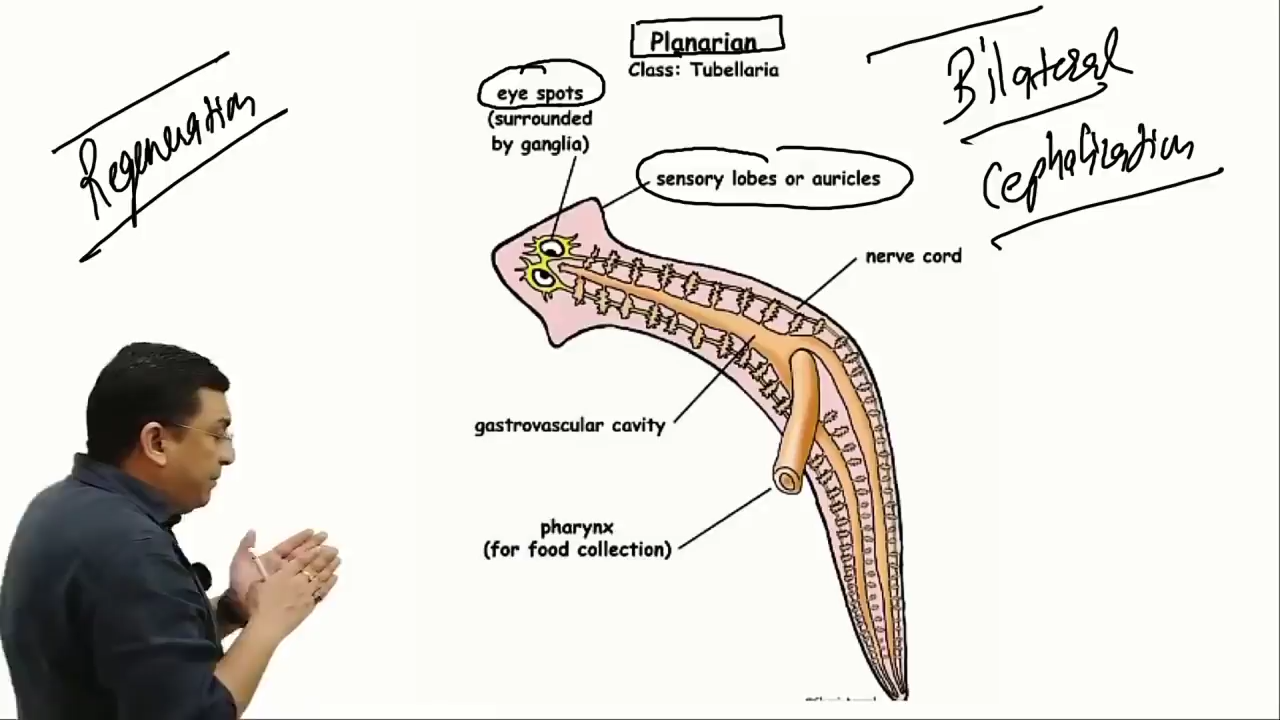 Planarian
Class: Tubellaria
eye spots
(surrounded
by ganglia)
sensory lobes or auricles
nerve cord
gastrovascular cavity
pharynx
(for food collection)
Regeneration
Bilateral
Cephalization